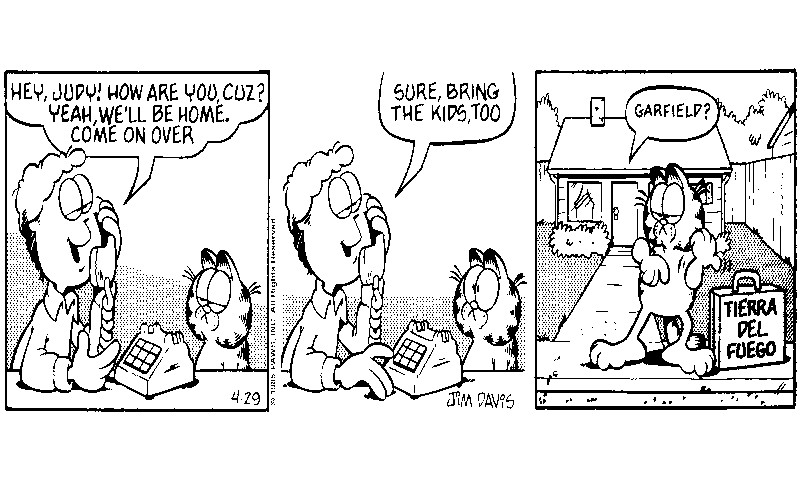 HEY, JUDY! HOW ARE YOU, CUZ?
YEAH, WE'LL BE HOME.
COME ON OVER
4-29
SURE, BRING
THE KIDS, TOO
JIM DAVIS
GARFIELD?
TIERRA
DEL
FUEGO